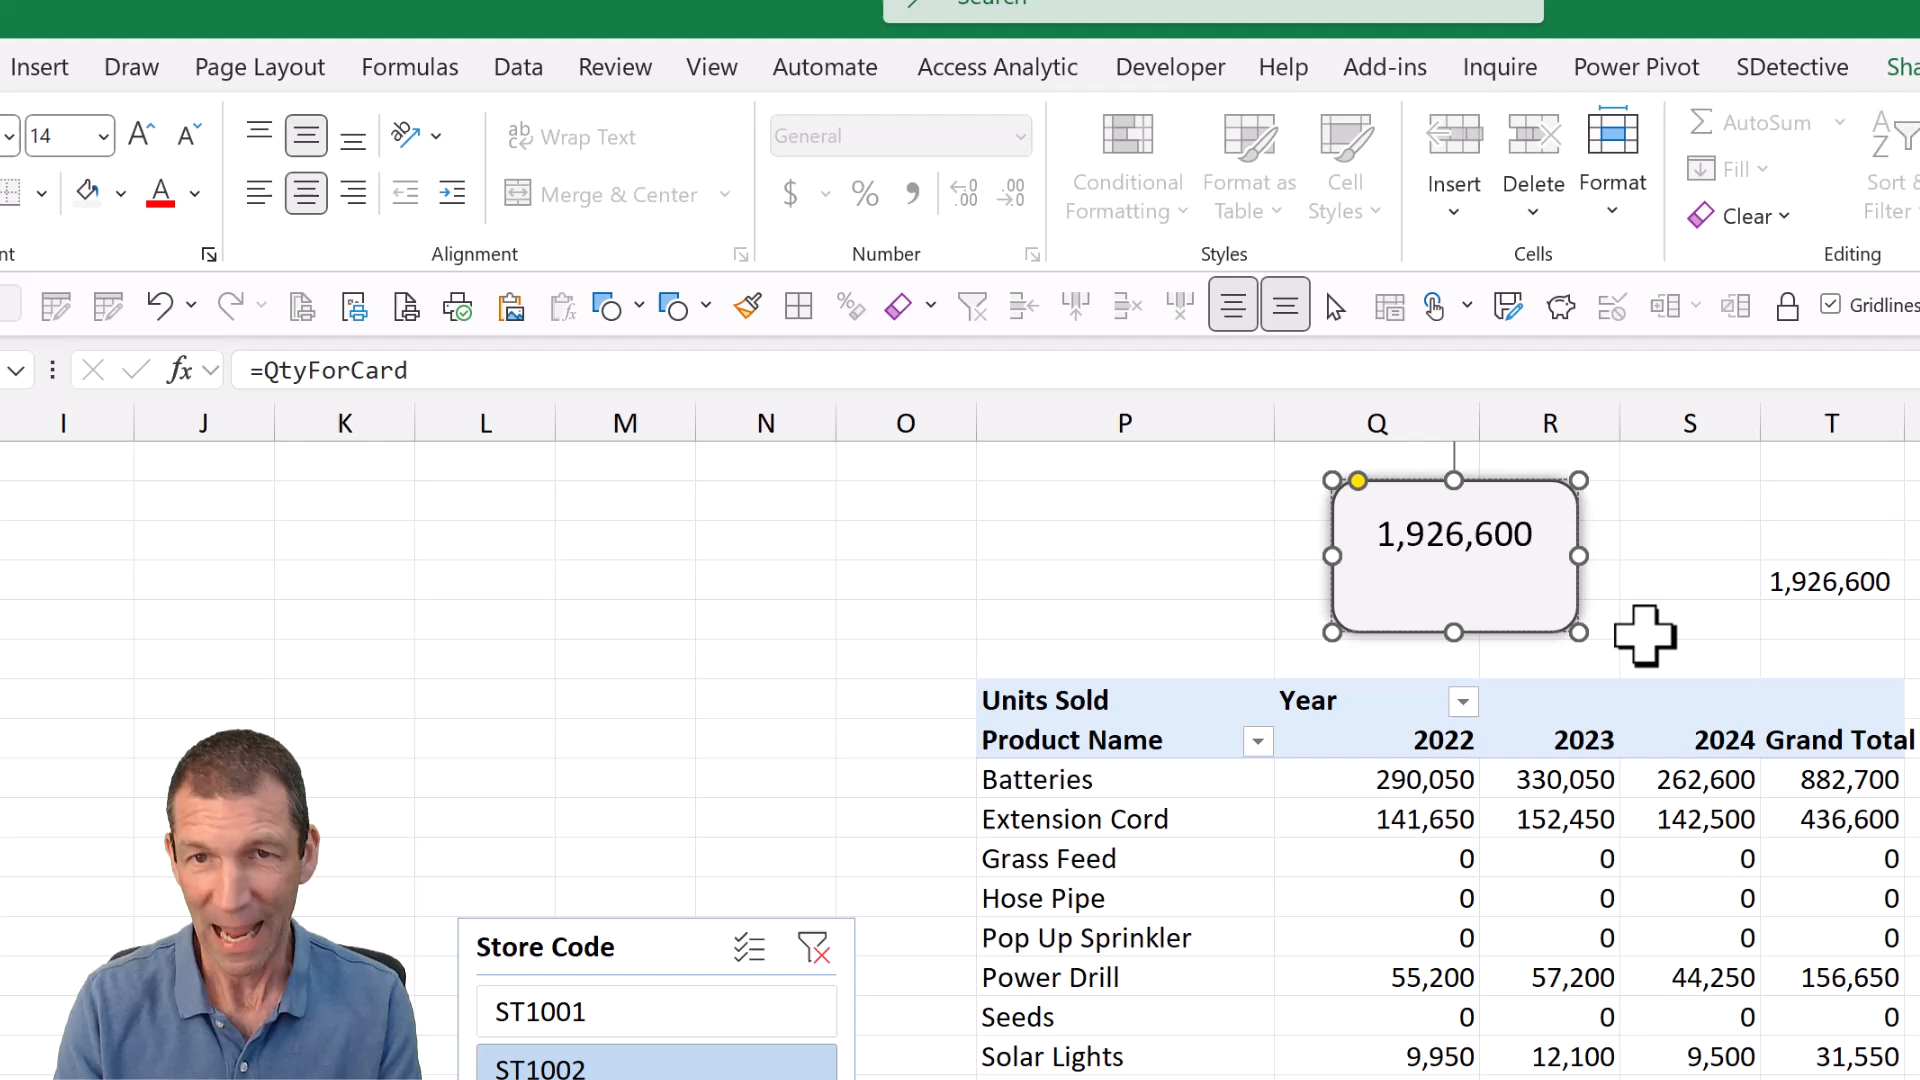 Search
Insert Draw Page Layout Formulas Data Review View Automate Access Analytic Developer Help Add-ins Inquire Power Pivot SDetective Sha
14
Wrap Text
General
Conditional
Formatting
Format as
Table
Cell
Styles
Insert
Delete
Format
AutoSum
Fill
Sort &
Filter
Merge & Center
Clear
nt
Alignment
Number
Styles
Cells
Editing
Gridlines
=QtyForCard
I J K L M N O P Q R S T
1,926,600
1,926,600
Units Sold Year
Product Name 2022 2023 2024 Grand Total
Batteries 290,050 330,050 262,600 882,700
Extension Cord 141,650 152,450 142,500 436,600
Grass Feed 0 0 0 0
Hose Pipe 0 0 0 0
Pop Up Sprinkler 0 0 0 0
Power Drill 55,200 57,200 44,250 156,650
Seeds 0 0 0 0
Solar Lights 9,950 12,100 9,500 31,550
Store Code
ST1001
ST1002